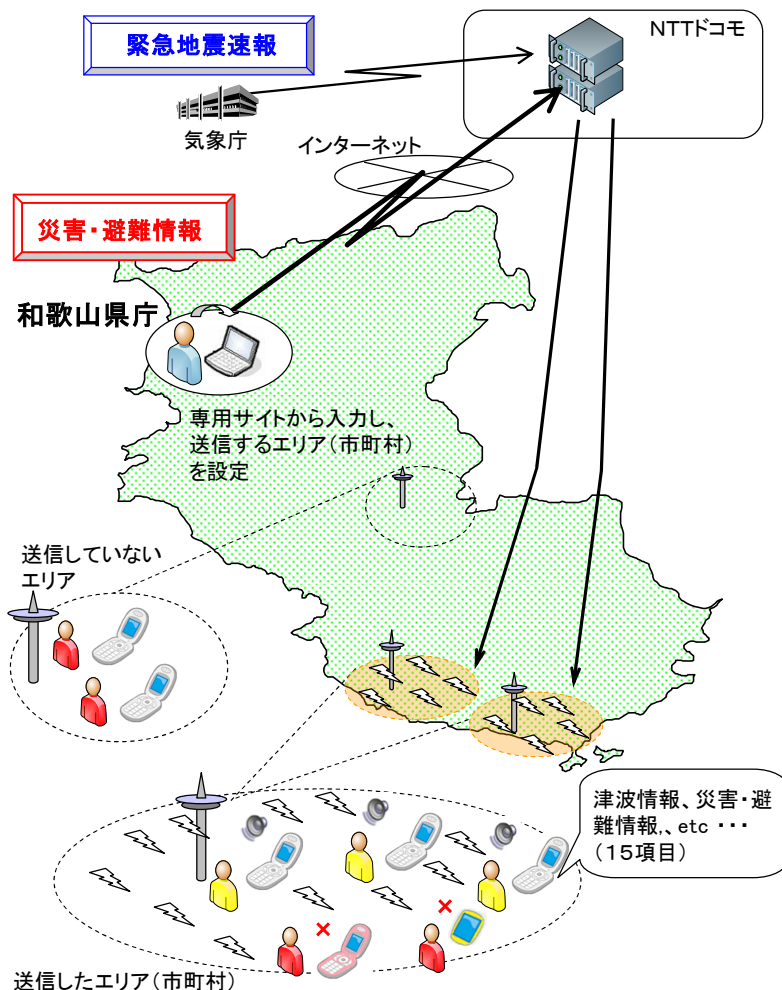 緊急地震速報
NTTドコモ
気象庁
インターネット
災害・避難情報
和歌山県庁
専用サイトから入力し、
送信するエリア(市町村)
を設定
送信していない
エリア
津波情報、災害・避
難情報,、etc ・・・
(15項目)
送信したエリア(市町村)